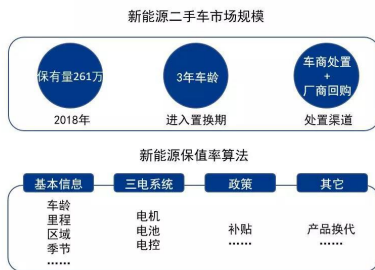 新能源二手车市场规模
保有量261万
3年车龄
车商处置
+
厂商回购
2018年
进入置换期
处置渠道
新能源保值率算法
基本信息
三电系统
政策
其它
车龄
里程
区域
季节
……
电机
电池
电控
补贴
……
产品换代
……